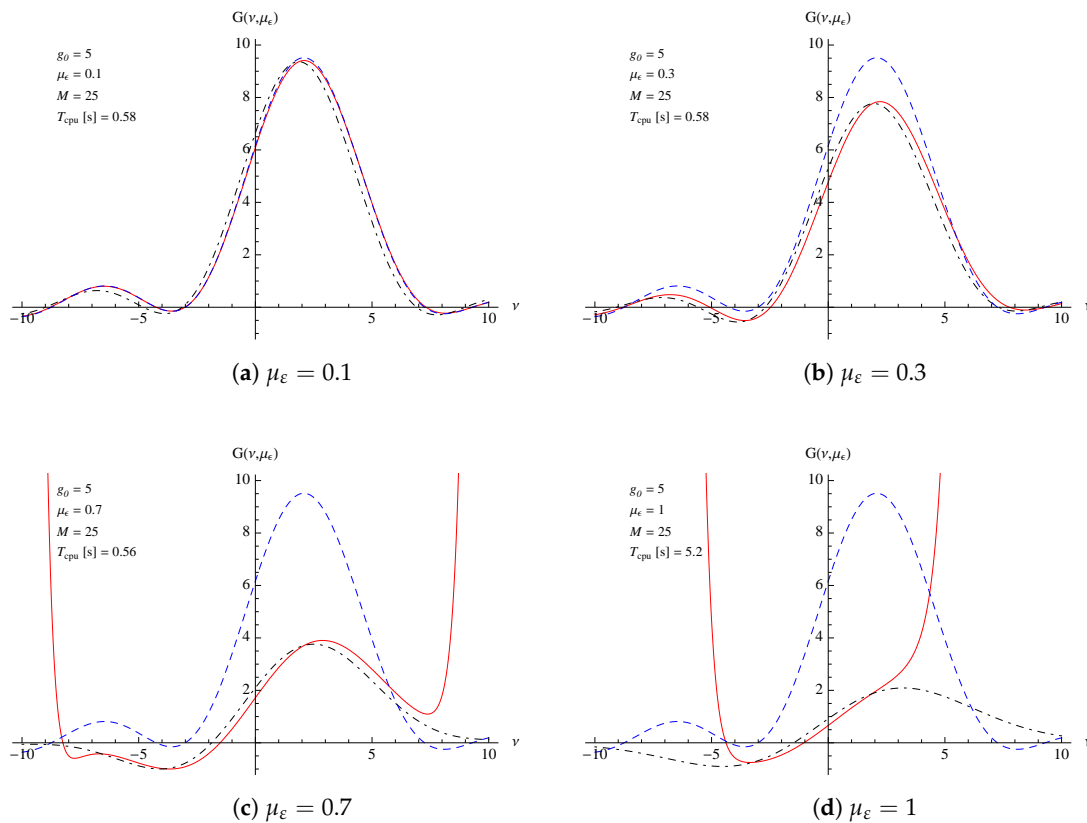 G(ν,μϵ)
g0 = 5
μϵ = 0.1
M = 25
Tcpu [s] = 0.58
10
8
6
4
2
−10
−5
5
10
ν
(a) με = 0.1
G(ν,μϵ)
g0 = 5
μϵ = 0.3
M = 25
Tcpu [s] = 0.58
10
8
6
4
2
−10
−5
5
10
(b) με = 0.3
G(ν,μϵ)
g0 = 5
μϵ = 0.7
M = 25
Tcpu [s] = 0.56
10
8
6
4
2
−10
−5
5
10
ν
(c) με = 0.7
G(ν,μϵ)
g0 = 5
μϵ = 1
M = 25
Tcpu [s] = 5.2
10
8
6
4
2
−10
−5
5
10
(d) με = 1